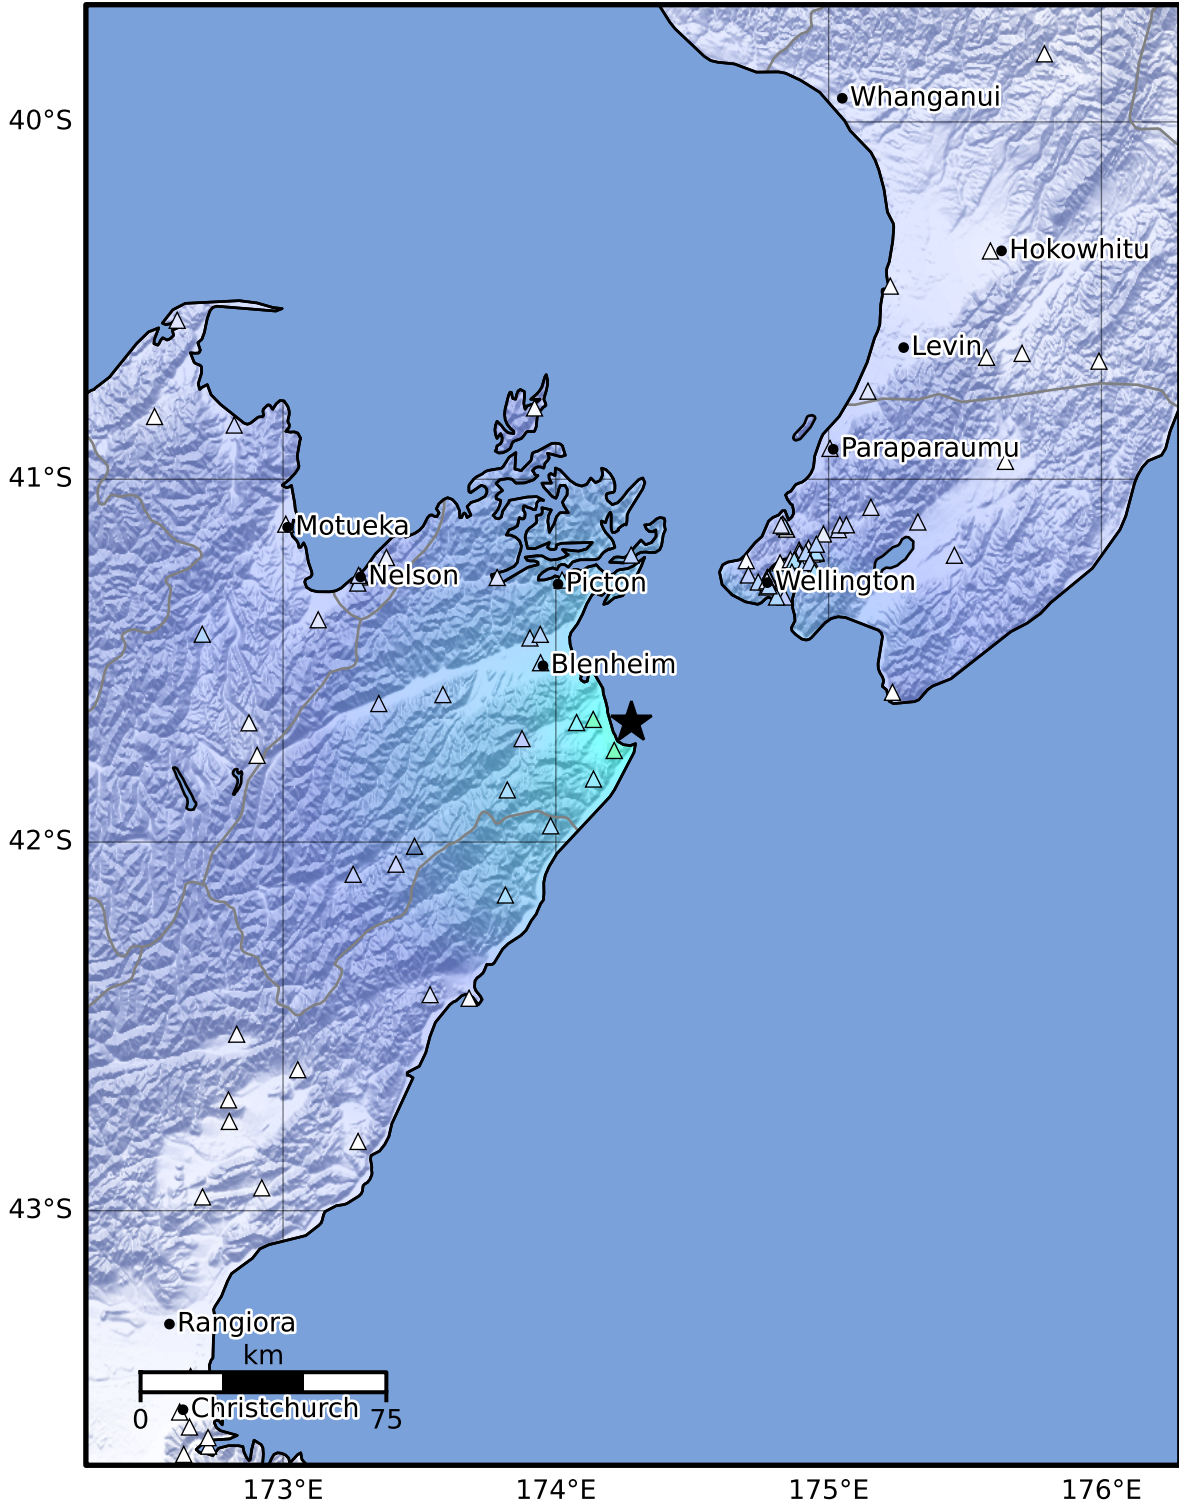 40°S
Whanganui
Hokowhitu
Levin
Paraparaumu
41°S
Motueka
Nelson
Picton
Wellington
Blenheim
42°S
43°S
Rangiora
km
Christchurch
0 75
173°E 174°E 175°E 176°E